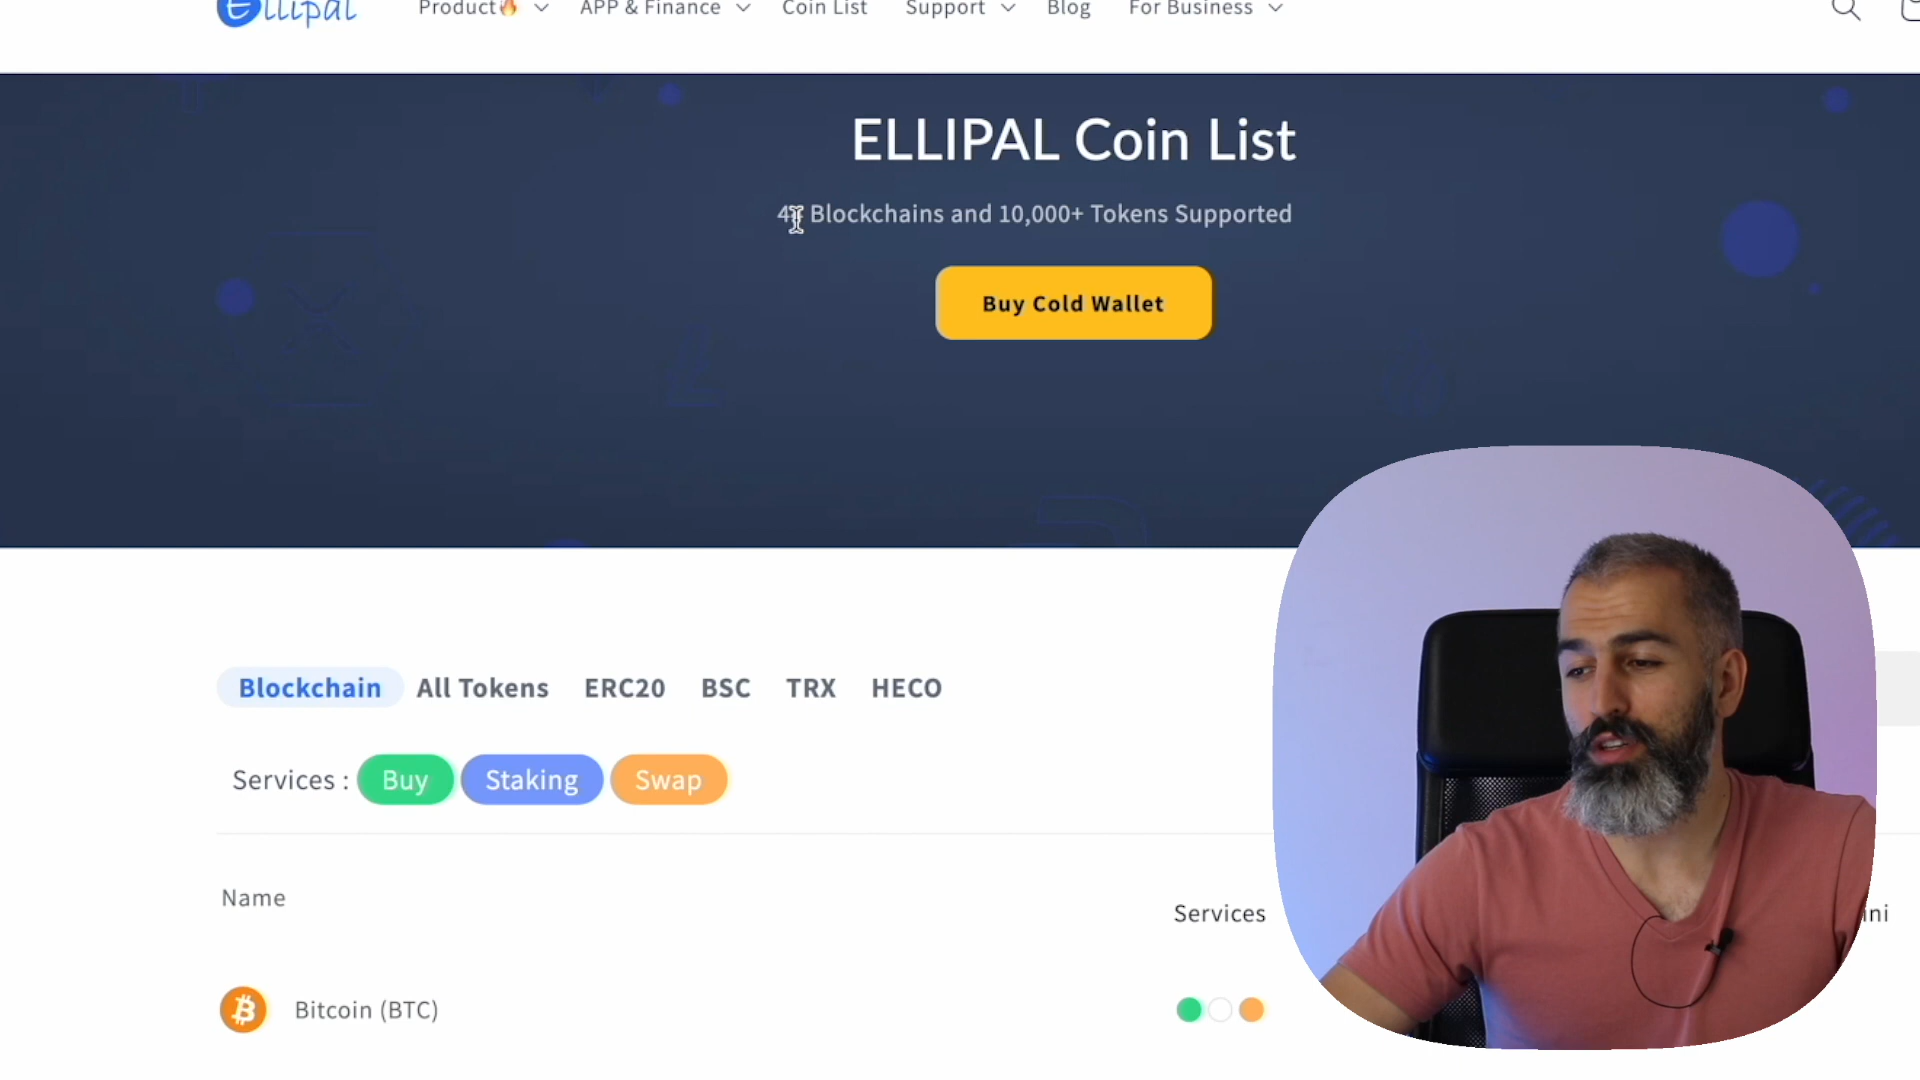 Ellipal
Product🔥 APP & Finance Coin List Support Blog For Business
ELLIPAL Coin List
Blockchains and 10,000+ Tokens Supported
Buy Cold Wallet
Blockchain All Tokens ERC20 BSC TRX HECO
Services : Buy Staking Swap
Name
Services
Bitcoin (BTC)